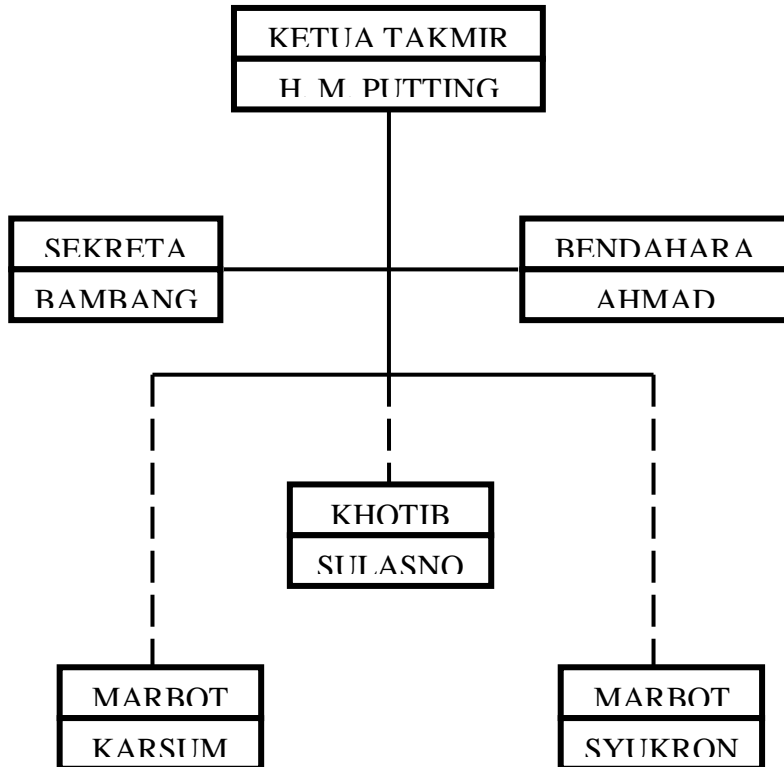 KETUA TAKMIR
H. M. PUTTING
SEKRETA
BAMBANG
BENDAHARA
AHMAD
KHOTIB
SULASNO
MARBOT
KARSUM
MARBOT
SYUKRON